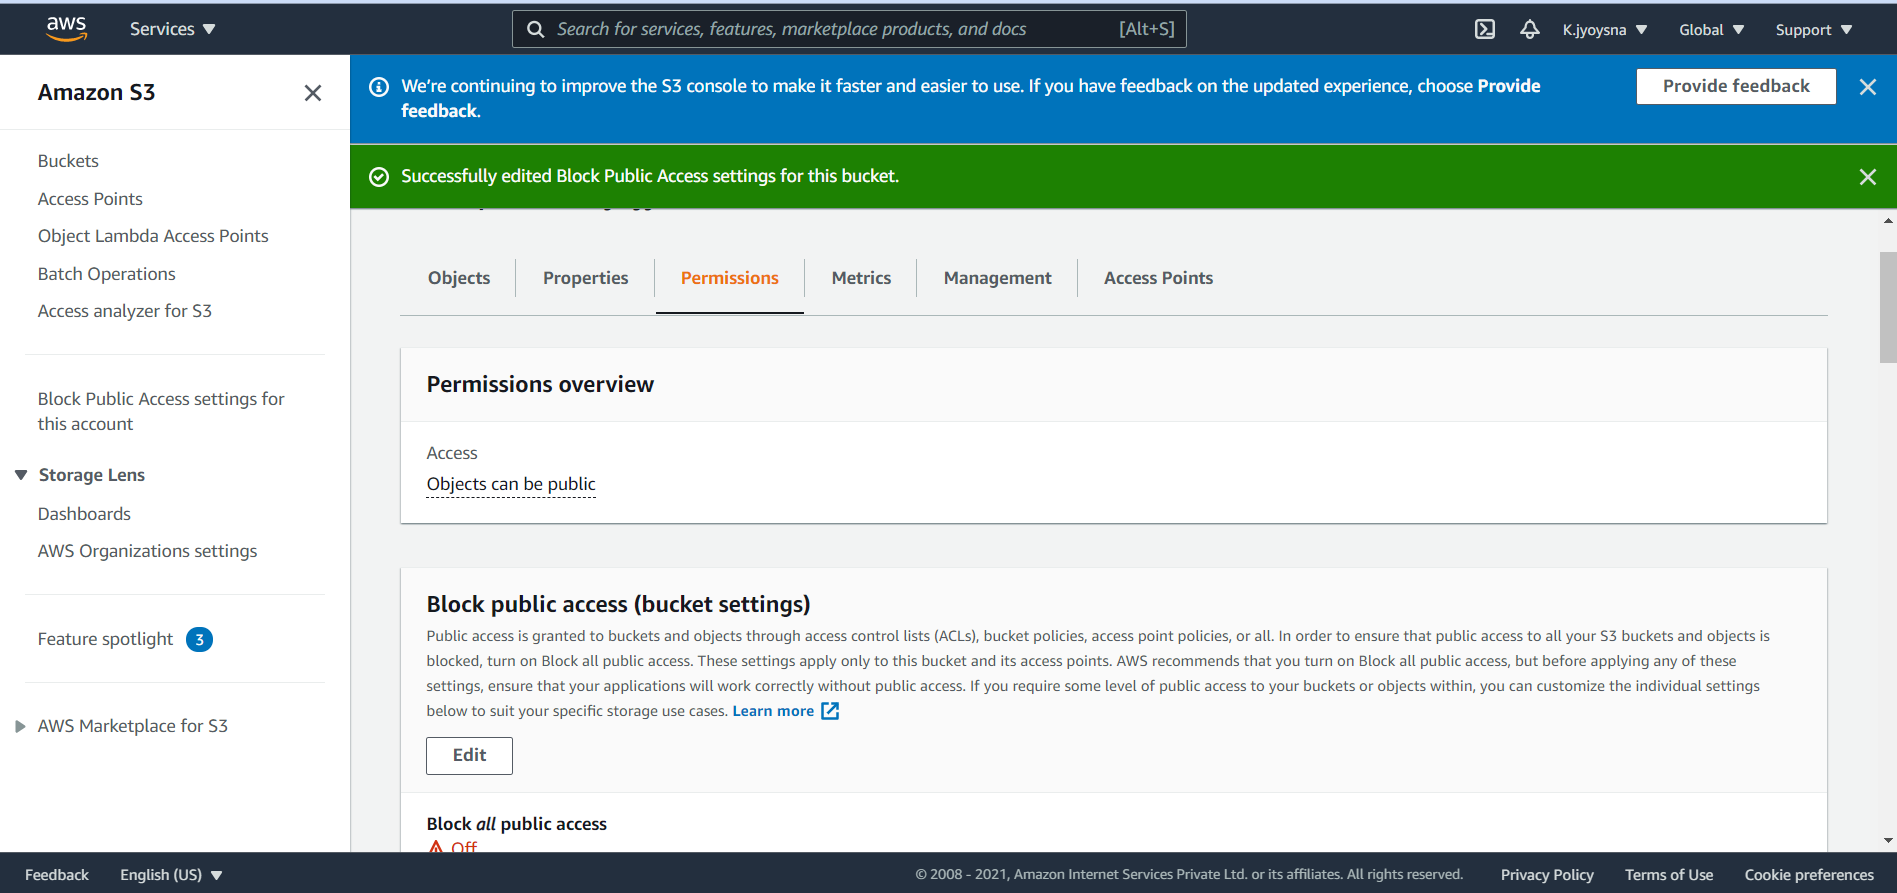 aws
Services
Search for services, features, marketplace products, and docs
[Alt+S]
K.jyoysna
Global
Support
Amazon S3
Buckets
Access Points
Object Lambda Access Points
Batch Operations
Access analyzer for S3
Block Public Access settings for
this account
Storage Lens
Dashboards
AWS Organizations settings
Feature spotlight 3
AWS Marketplace for S3
We're continuing to improve the S3 console to make it faster and easier to use. If you have feedback on the updated experience, choose Provide
feedback.
Provide feedback
Successfully edited Block Public Access settings for this bucket.
Objects
Properties
Permissions
Metrics
Management
Access Points
Permissions overview
Access
Objects can be public
Block public access (bucket settings)
Public access is granted to buckets and objects through access control lists (ACLs), bucket policies, access point policies, or all. In order to ensure that public access to all your S3 buckets and objects is
blocked, turn on Block all public access. These settings apply only to this bucket and its access points. AWS recommends that you turn on Block all public access, but before applying any of these
settings, ensure that your applications will work correctly without public access. If you require some level of public access to your buckets or objects within, you can customize the individual settings
below to suit your specific storage use cases. Learn more
Edit
Block all public access
Off
Feedback
English (US)
© 2008 - 2021, Amazon Internet Services Private Ltd. or its affiliates. All rights reserved.
Privacy Policy
Terms of Use
Cookie preferences